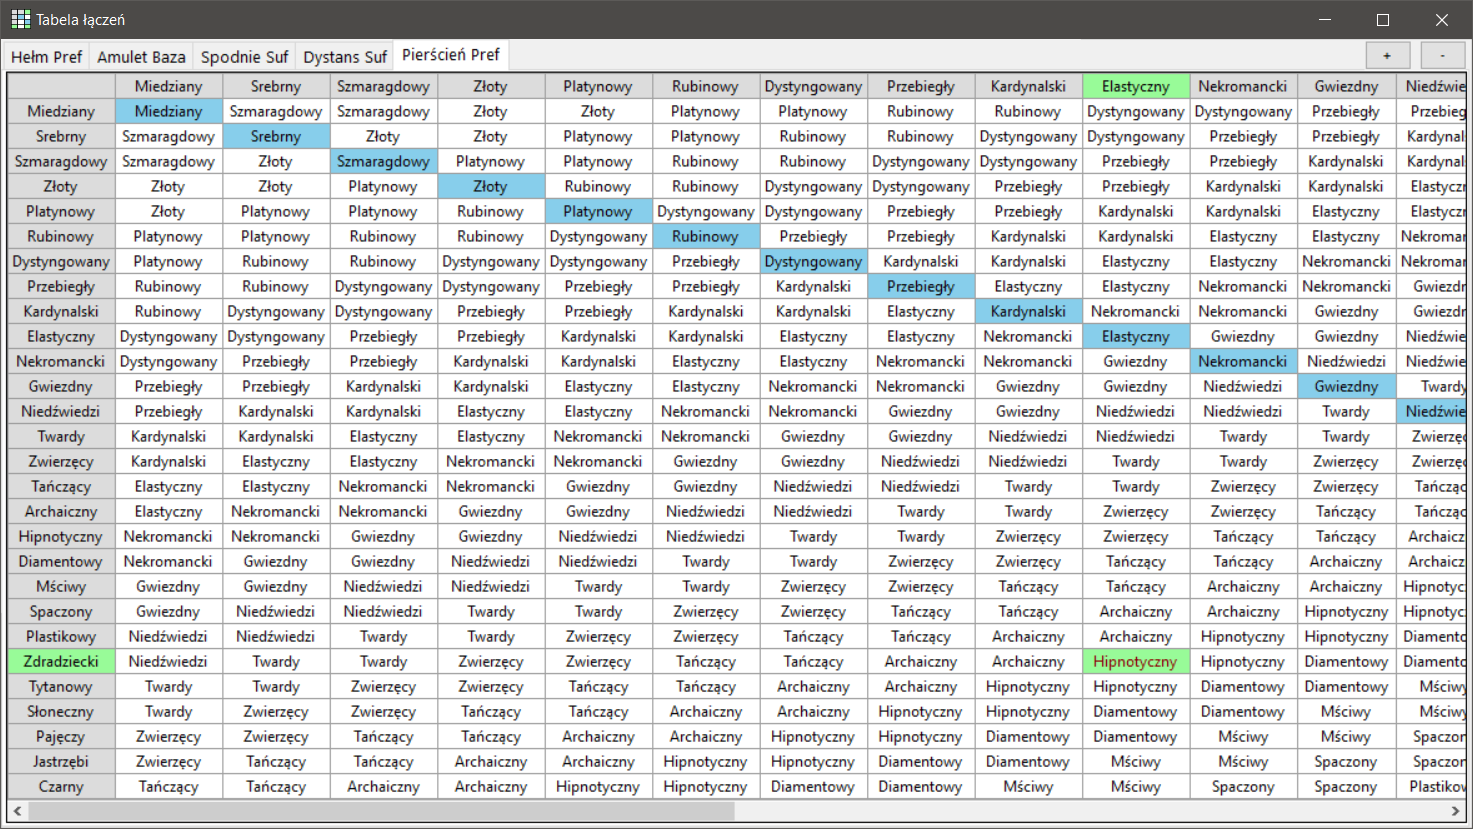 Tabela łączeń
Hełm Pref Amulet Baza Spodnie Suf Dystans Suf Pierścień Pref + -
Miedziany Srebrny Szmaragdowy Złoty Platynowy Rubinowy Dystyngowany Przebiegły Kardynalski Elastyczny Nekromancki Gwiezdny Niedźwie
Miedziany Miedziany Szmaragdowy Szmaragdowy Złoty Złoty Platynowy Platynowy Rubinowy Rubinowy Dystyngowany Dystyngowany Przebiegły Przebieg
Srebrny Szmaragdowy Srebrny Złoty Złoty Platynowy Platynowy Rubinowy Rubinowy Dystyngowany Dystyngowany Przebiegły Przebiegły Kardynal
Szmaragdowy Szmaragdowy Złoty Szmaragdowy Platynowy Platynowy Rubinowy Rubinowy Dystyngowany Dystyngowany Przebiegły Przebiegły Kardynalski Kardynal
Złoty Złoty Złoty Platynowy Złoty Rubinowy Rubinowy Dystyngowany Dystyngowany Przebiegły Przebiegły Kardynalski Kardynalski Elastycz
Platynowy Złoty Platynowy Platynowy Rubinowy Platynowy Dystyngowany Dystyngowany Przebiegły Przebiegły Kardynalski Kardynalski Elastyczny Elastycz
Rubinowy Platynowy Platynowy Rubinowy Rubinowy Dystyngowany Rubinowy Przebiegły Przebiegły Kardynalski Kardynalski Elastyczny Elastyczny Nekroman
Dystyngowany Platynowy Rubinowy Rubinowy Dystyngowany Dystyngowany Przebiegły Dystyngowany Kardynalski Kardynalski Elastyczny Elastyczny Nekromancki Nekroman
Przebiegły Rubinowy Rubinowy Dystyngowany Dystyngowany Przebiegły Przebiegły Kardynalski Przebiegły Elastyczny Elastyczny Nekromancki Nekromancki Gwiezdn
Kardynalski Rubinowy Dystyngowany Dystyngowany Przebiegły Przebiegły Kardynalski Kardynalski Elastyczny Kardynalski Nekromancki Nekromancki Gwiezdny Gwiezdn
Elastyczny Dystyngowany Dystyngowany Przebiegły Przebiegły Kardynalski Kardynalski Elastyczny Elastyczny Nekromancki Elastyczny Gwiezdny Gwiezdny Niedźwie
Nekromancki Dystyngowany Przebiegły Przebiegły Kardynalski Kardynalski Elastyczny Elastyczny Nekromancki Nekromancki Gwiezdny Nekromancki Niedźwiedzi Niedźwie
Gwiezdny Przebiegły Przebiegły Kardynalski Kardynalski Elastyczny Elastyczny Nekromancki Nekromancki Gwiezdny Gwiezdny Niedźwiedzi Gwiezdny Twardy
Niedźwiedzi Przebiegły Kardynalski Kardynalski Elastyczny Elastyczny Nekromancki Nekromancki Gwiezdny Gwiezdny Niedźwiedzi Niedźwiedzi Twardy Niedźwie
Twardy Kardynalski Kardynalski Elastyczny Elastyczny Nekromancki Nekromancki Gwiezdny Gwiezdny Niedźwiedzi Niedźwiedzi Twardy Twardy Zwierzęc
Zwierzęcy Kardynalski Elastyczny Elastyczny Nekromancki Nekromancki Gwiezdny Gwiezdny Niedźwiedzi Niedźwiedzi Twardy Twardy Zwierzęcy Zwierzęc
Tańczący Elastyczny Elastyczny Nekromancki Nekromancki Gwiezdny Gwiezdny Niedźwiedzi Niedźwiedzi Twardy Twardy Zwierzęcy Zwierzęcy Tańcząc
Archaiczny Elastyczny Nekromancki Nekromancki Gwiezdny Gwiezdny Niedźwiedzi Niedźwiedzi Twardy Twardy Zwierzęcy Zwierzęcy Tańczący Tańcząc
Hipnotyczny Nekromancki Nekromancki Gwiezdny Gwiezdny Niedźwiedzi Niedźwiedzi Twardy Twardy Zwierzęcy Zwierzęcy Tańczący Tańczący Archaicz
Diamentowy Nekromancki Gwiezdny Gwiezdny Niedźwiedzi Niedźwiedzi Twardy Twardy Zwierzęcy Zwierzęcy Tańczący Tańczący Archaiczny Archaicz
Mściwy Gwiezdny Gwiezdny Niedźwiedzi Niedźwiedzi Twardy Twardy Zwierzęcy Zwierzęcy Tańczący Tańczący Archaiczny Archaiczny Hipnotyc
Spaczony Gwiezdny Niedźwiedzi Niedźwiedzi Twardy Twardy Zwierzęcy Zwierzęcy Tańczący Tańczący Archaiczny Archaiczny Hipnotyczny Hipnotyc
Plastikowy Niedźwiedzi Niedźwiedzi Twardy Twardy Zwierzęcy Zwierzęcy Tańczący Tańczący Archaiczny Archaiczny Hipnotyczny Hipnotyczny Diamento
Zdradziecki Niedźwiedzi Twardy Twardy Zwierzęcy Zwierzęcy Tańczący Tańczący Archaiczny Archaiczny Hipnotyczny Hipnotyczny Diamentowy Diamento
Tytanowy Twardy Twardy Zwierzęcy Zwierzęcy Tańczący Tańczący Archaiczny Archaiczny Hipnotyczny Hipnotyczny Diamentowy Diamentowy Mściwy
Słoneczny Twardy Zwierzęcy Zwierzęcy Tańczący Tańczący Archaiczny Archaiczny Hipnotyczny Hipnotyczny Diamentowy Diamentowy Mściwy Mściwy
Pajęczy Zwierzęcy Zwierzęcy Tańczący Tańczący Archaiczny Archaiczny Hipnotyczny Hipnotyczny Diamentowy Diamentowy Mściwy Mściwy Spaczon
Jastrzębi Zwierzęcy Tańczący Tańczący Archaiczny Archaiczny Hipnotyczny Hipnotyczny Diamentowy Diamentowy Mściwy Mściwy Spaczony Spaczon
Czarny Tańczący Tańczący Archaiczny Archaiczny Hipnotyczny Hipnotyczny Diamentowy Diamentowy Mściwy Mściwy Spaczony Spaczony Plastikow